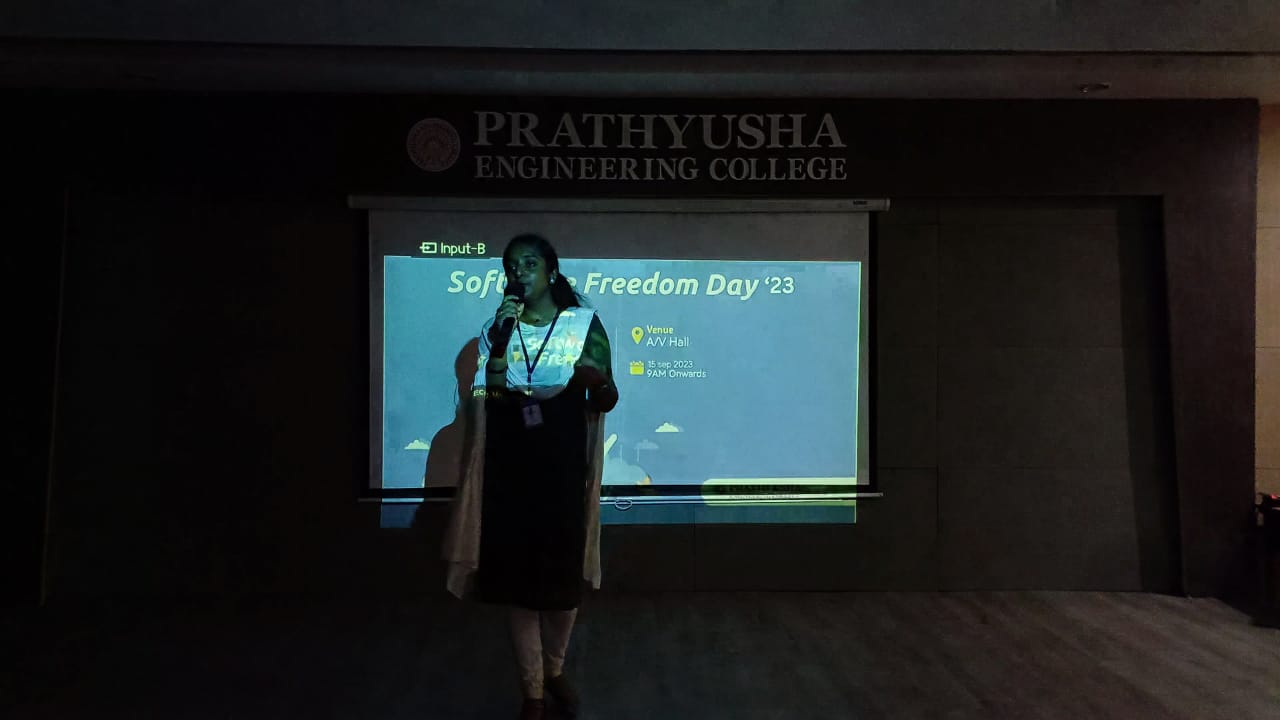 PRATHYUSHA
ENGINEERING COLLEGE
Input-B
Freedom Day ‘23
Venue
A/V Hall
15 sep 2023
9AM Onwards